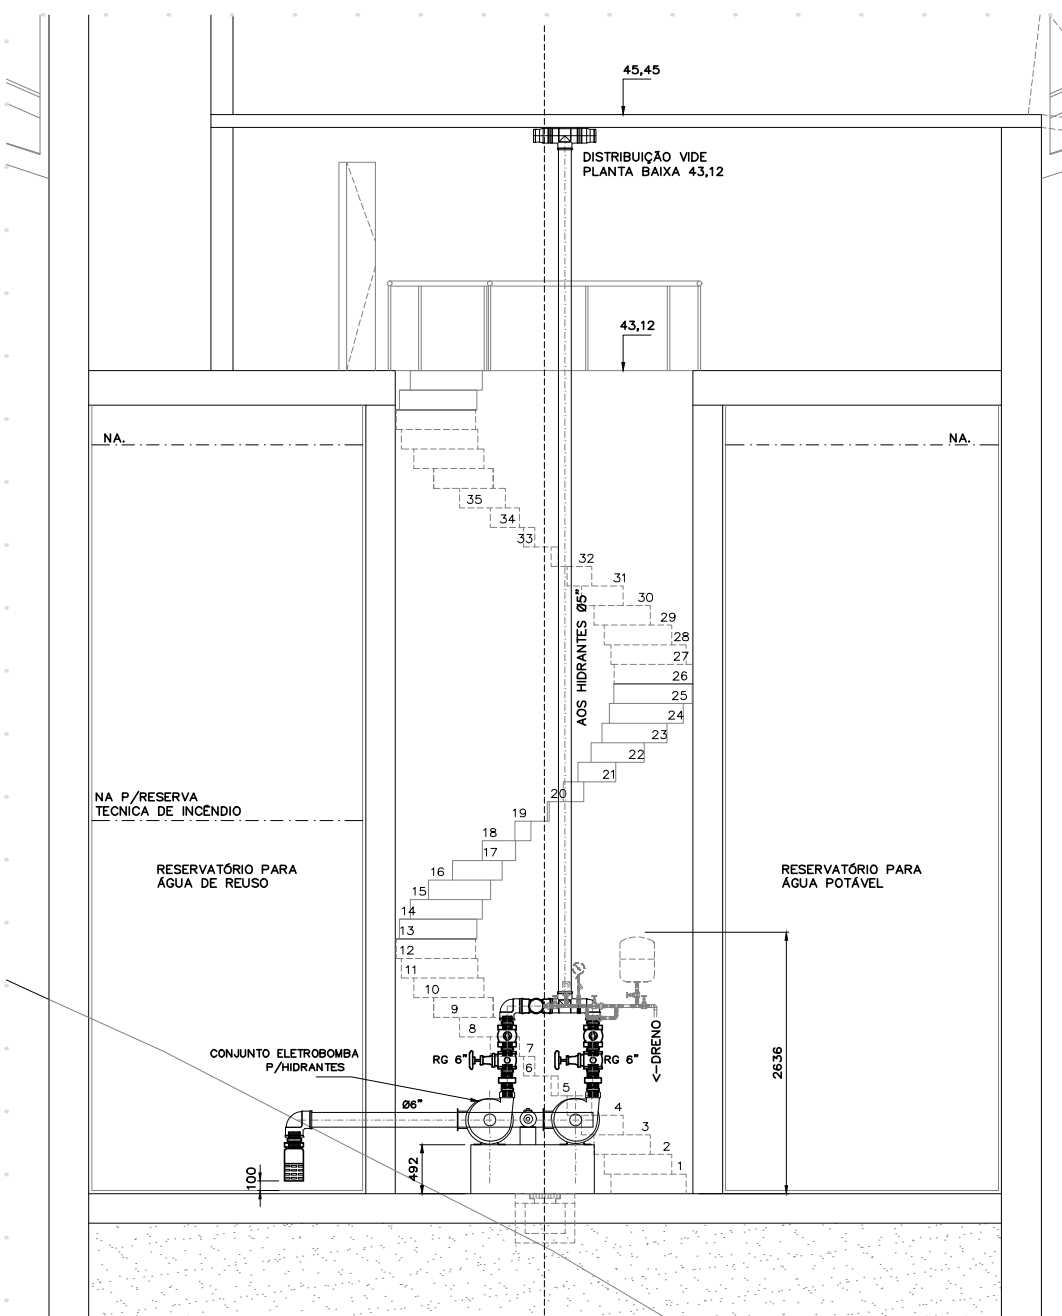 45,45
DISTRIBUIÇÃO VIDE
PLANTA BAIXA 43,12
43,12
NA.
NA.
35
34
33
32
31
30
29
28
27
26
25
24
23
22
21
20
19
18
17
16
15
14
13
12
11
10
9
8
7
6
5
4
3
2
1
AOS HIDRANTES Ø5"
NA P/RESERVA
TECNICA DE INCÊNDIO
RESERVATÓRIO PARA
ÁGUA DE REUSO
RESERVATÓRIO PARA
ÁGUA POTÁVEL
CONJUNTO ELETROBOMBA
P/HIDRANTES
RG 6"
RG 6"
<-DRENO
2636
Ø6"
492
100